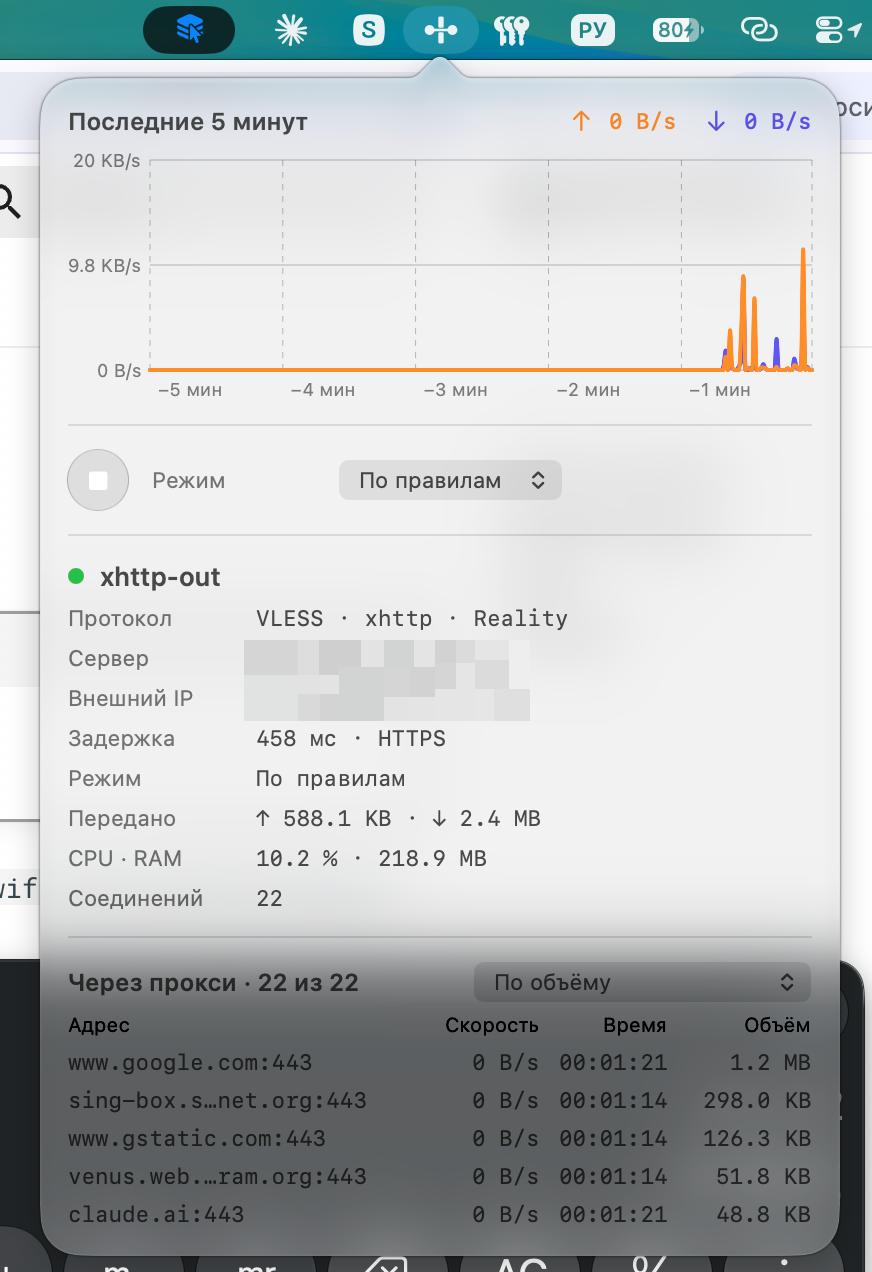 S РУ 80
оси
Последние 5 минут ↑ 0 B/s ↓ 0 B/s
20 KB/s
9.8 KB/s
0 B/s
−5 мин −4 мин −3 мин −2 мин −1 мин
Режим По правилам
xhttp-out
Протокол VLESS · xhttp · Reality
Сервер
Внешний IP
Задержка 458 мс · HTTPS
Режим По правилам
Передано ↑ 588.1 KB · ↓ 2.4 MB
CPU · RAM 10.2 % · 218.9 MB
wif
Соединений 22
Через прокси · 22 из 22 По объёму
Адрес Скорость Время Объём
www.google.com:443 0 B/s 00:01:21 1.2 MB
sing-box.s…net.org:443 0 B/s 00:01:14 298.0 KB
www.gstatic.com:443 0 B/s 00:01:14 126.3 KB
venus.web.…ram.org:443 0 B/s 00:01:14 51.8 KB
claude.ai:443 0 B/s 00:01:21 48.8 KB